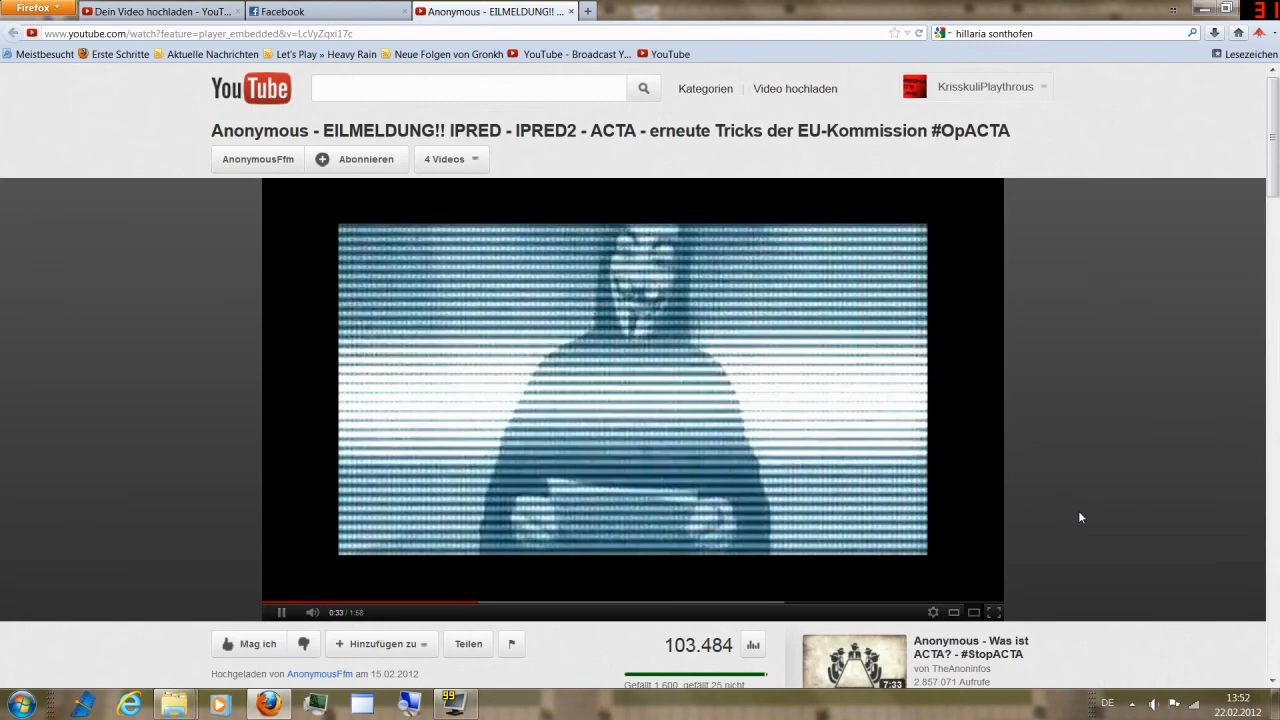 Firefox
Dein Video hochladen - YouT...
Facebook
Anonymous - EILMELDUNG!! ...
31
www.youtube.com/watch?feature=player_embedded&v=LcVyZqxi17c
hillaria sonthofen
Meistbesucht
Erste Schritte
Aktuelle Nachrichten
Let's Play » Heavy Rain
Neue Folgen von Gronkh
YouTube - Broadcast Y...
YouTube
Lesezeichen
YouTube
Kategorien
Video hochladen
KrisskuliPlaythrous
Anonymous - EILMELDUNG!! IPRED - IPRED2 - ACTA - erneute Tricks der EU-Kommission #OpACTA
AnonymousFfm
Abonnieren
4 Videos
0:33 / 1:58
Mag ich
Hinzufügen zu
Teilen
103.484
Hochgeladen von AnonymousFfm am 15.02.2012
Gefällt 1.600, gefällt 25 nicht
7:33
Anonymous - Was ist
ACTA? - #StopACTA
von TheAnoninfos
2.857.071 Aufrufe
99
DE
13:52
22.02.2012